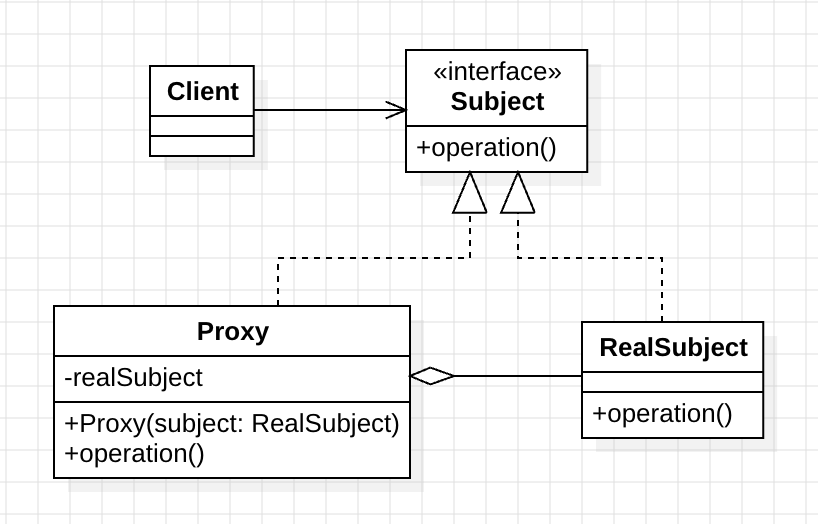 Client
«interface»
Subject
+operation()
Proxy
-realSubject
+Proxy(subject: RealSubject)
+operation()
RealSubject
+operation()